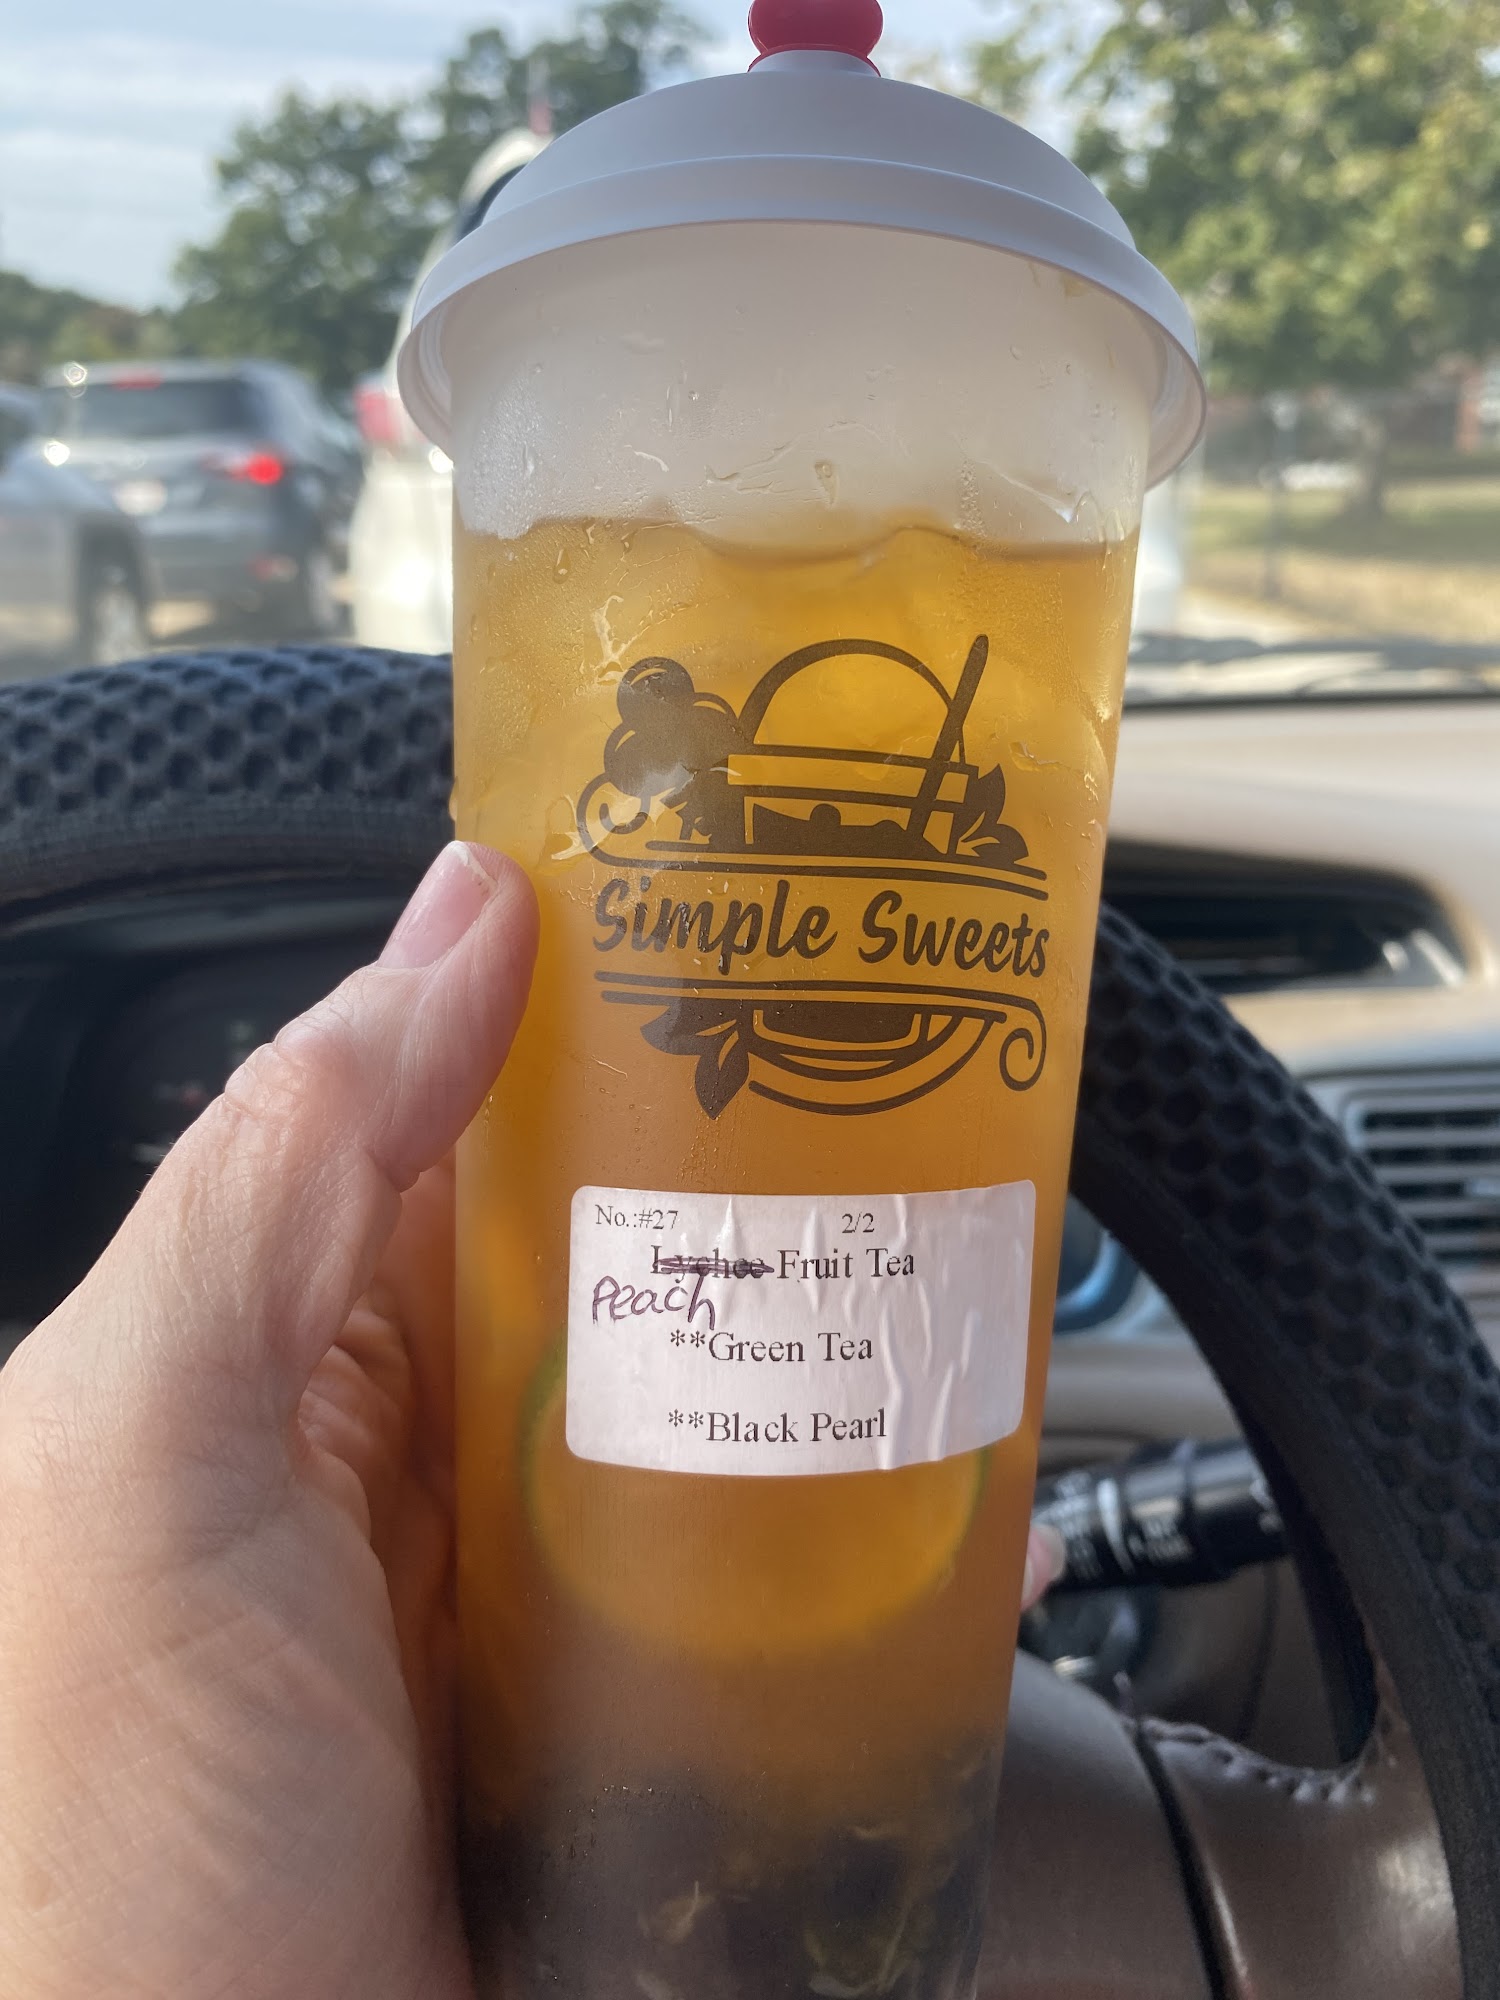 Simple Sweets
No.:#27 2/2
Lychee Fruit Tea
Peach
**Green Tea
**Black Pearl